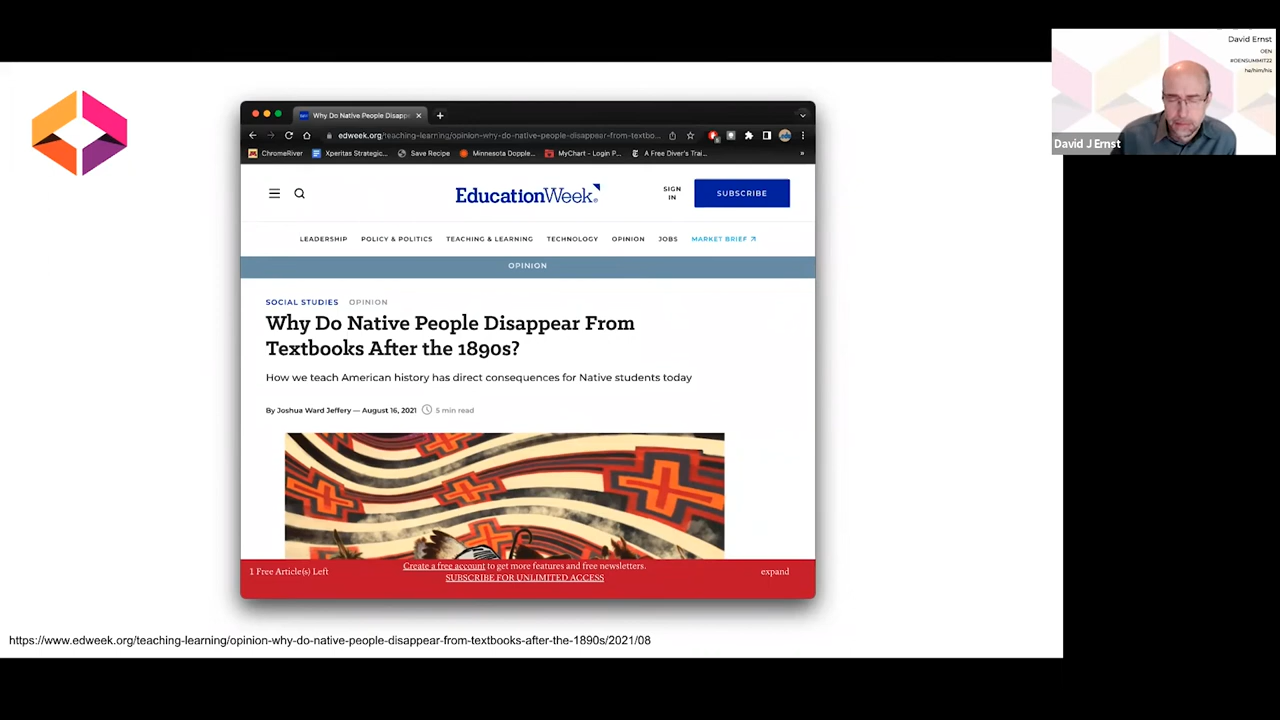 David Ernst
OEN
#OENSUMMIT22
he/him/his
David J Ernst
Why Do Native People Disapp
edweek.org/teaching-learning/opinion-why-do-native-people-disappear-from-textbo...
ChromeRiver
Xperitas Strategic...
Save Recipe
Minnesota Dopple...
MyChart - Login P...
A Free Diver's Trai...
EducationWeek
SIGN
IN
SUBSCRIBE
LEADERSHIP POLICY & POLITICS TEACHING & LEARNING TECHNOLOGY OPINION JOBS MARKET BRIEF
OPINION
SOCIAL STUDIES OPINION
Why Do Native People Disappear From
Textbooks After the 1890s?
How we teach American history has direct consequences for Native students today
By Joshua Ward Jeffery — August 16, 2021 5 min read
1 Free Article(s) Left
Create a free account to get more features and free newsletters.
SUBSCRIBE FOR UNLIMITED ACCESS
expand
https://www.edweek.org/teaching-learning/opinion-why-do-native-people-disappear-from-textbooks-after-the-1890s/2021/08